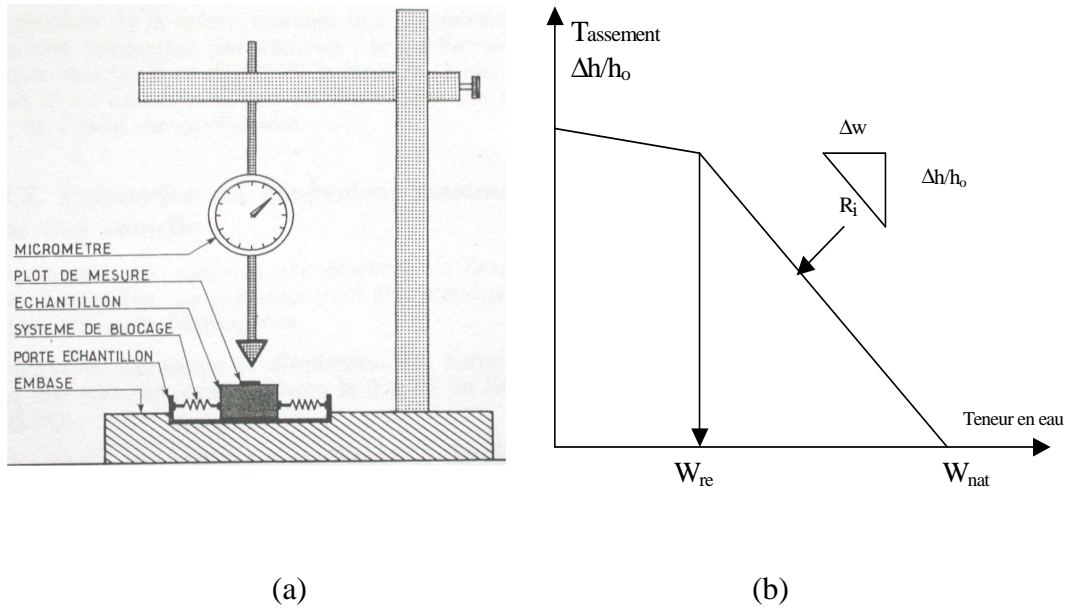 MICROMETRE
PLOT DE MESURE
ECHANTILLON
SYSTEME DE BLOCAGE
PORTE ECHANTILLON
EMBASE
Tassement
Δh/ho
Δw
Δh/ho
Ri
Teneur en eau
Wre
Wnat
(a)
(b)